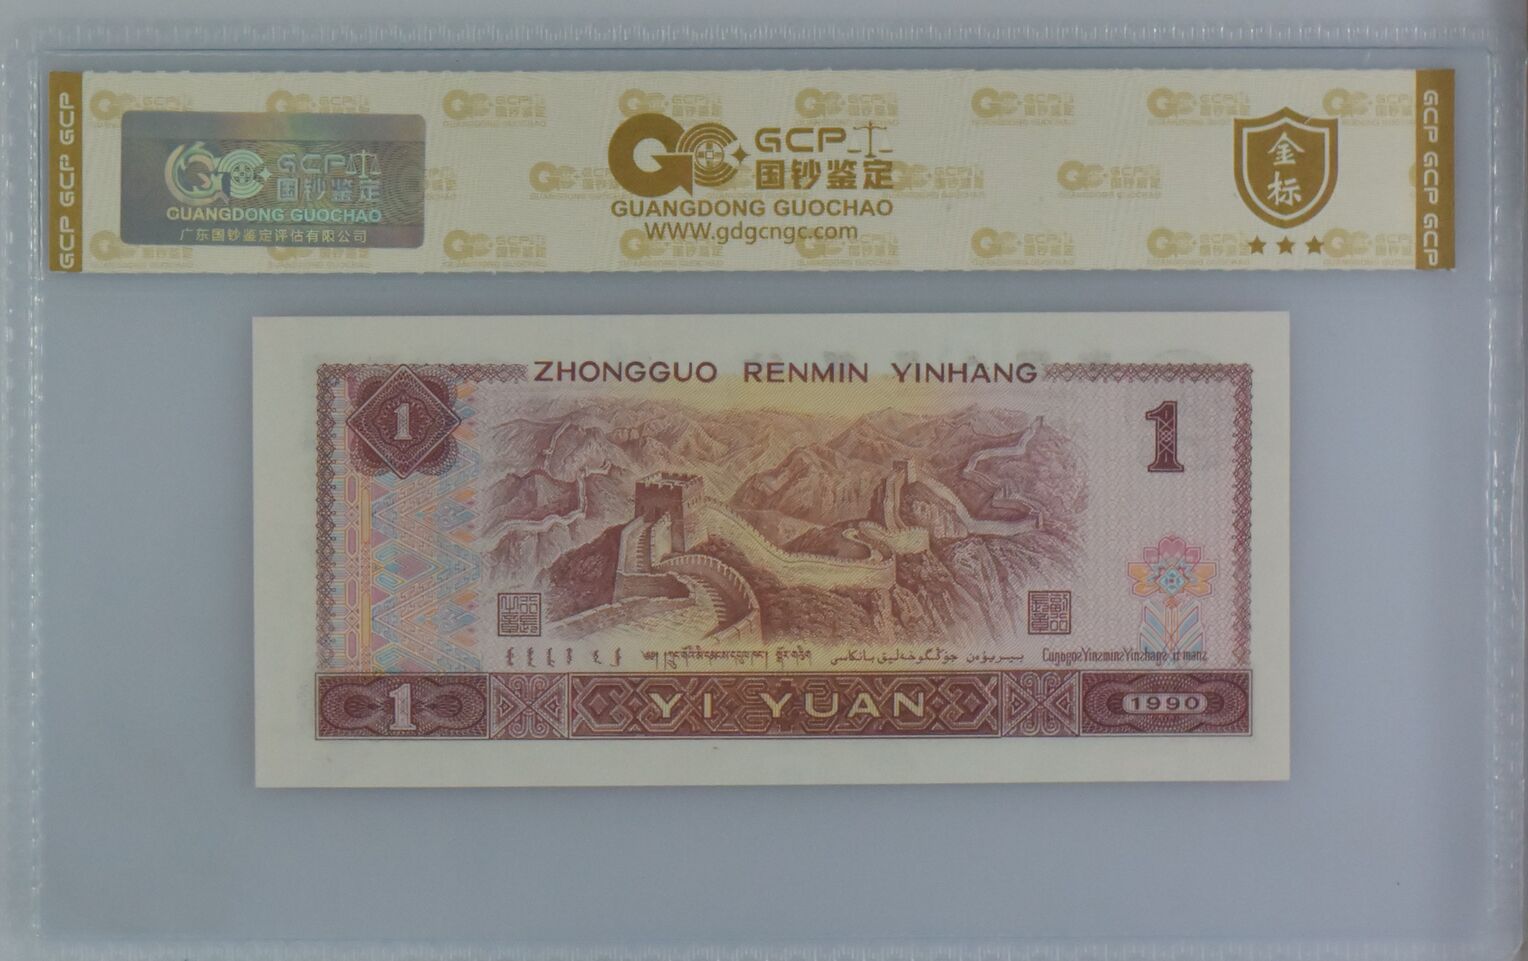 GCP GCP GCP
GCP 国钞鉴定
GUANGDONG GUOCHAO
广东国钞鉴定评估有限公司
GCP
国钞鉴定
GUANGDONG GUOCHAO
WWW.gdgcngc.com
金标
GCP GCP GCP
ZHONGGUO RENMIN YINHANG
1
1
1 YI YUAN 1990